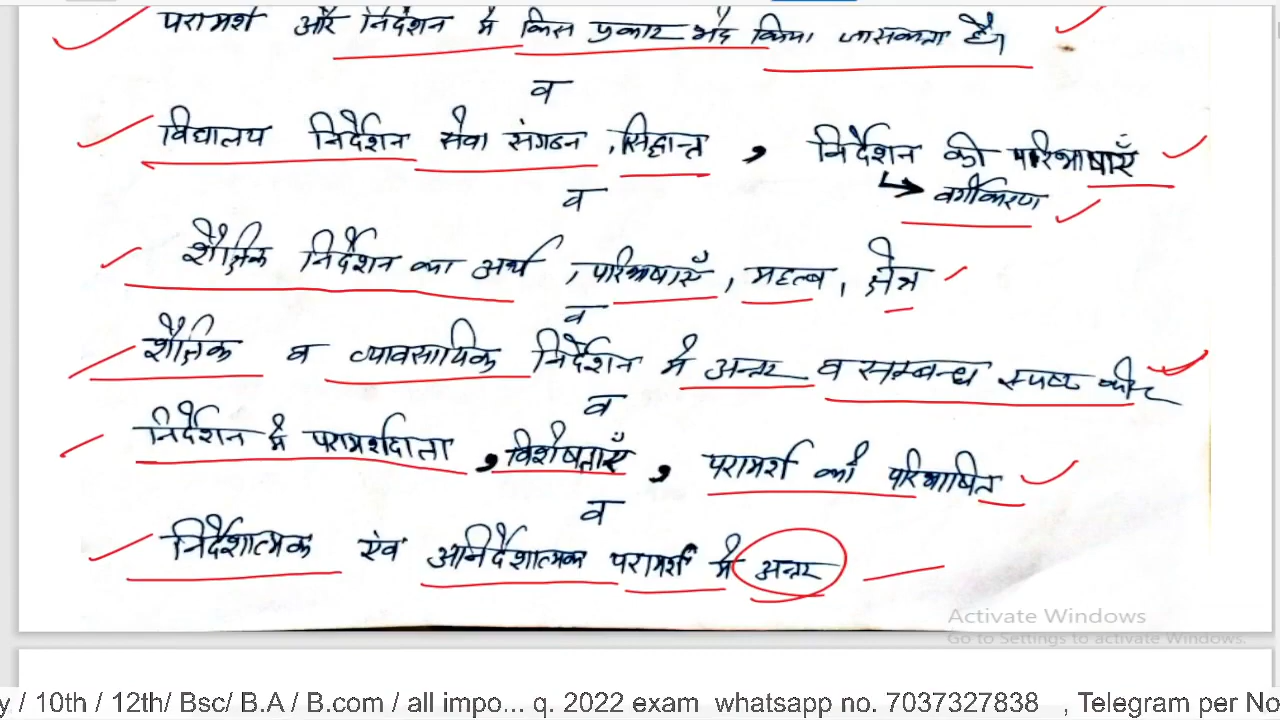 परामर्श और निर्देशन मे किस प्रकार भेद किया जासकता है।
व
विद्यालय निर्देशन सेवा संगठन , सिद्धान्त , निर्देशन की परिभाषाएँ
वर्गीकरण
व
शैक्षिक निर्देशन का अर्थ , परिभाषाएँ , महत्व , क्षेत्र
व
शैक्षिक व व्यावसायिक निर्देशन मे अन्तर व सम्बन्ध स्पष्ट
व
निर्देशन मे परामर्शदाता , विशेषताएँ , परामर्श को परिभाषित
व
निर्देशात्मक एंव अनिर्देशात्मक परामर्श मे अन्तर
Activate Windows
Go to Settings to activate Windows.
y / 10th / 12th/ Bsc/ B.A / B.com / all impo... q. 2022 exam whatsapp no. 7037327838 , Telegram per No